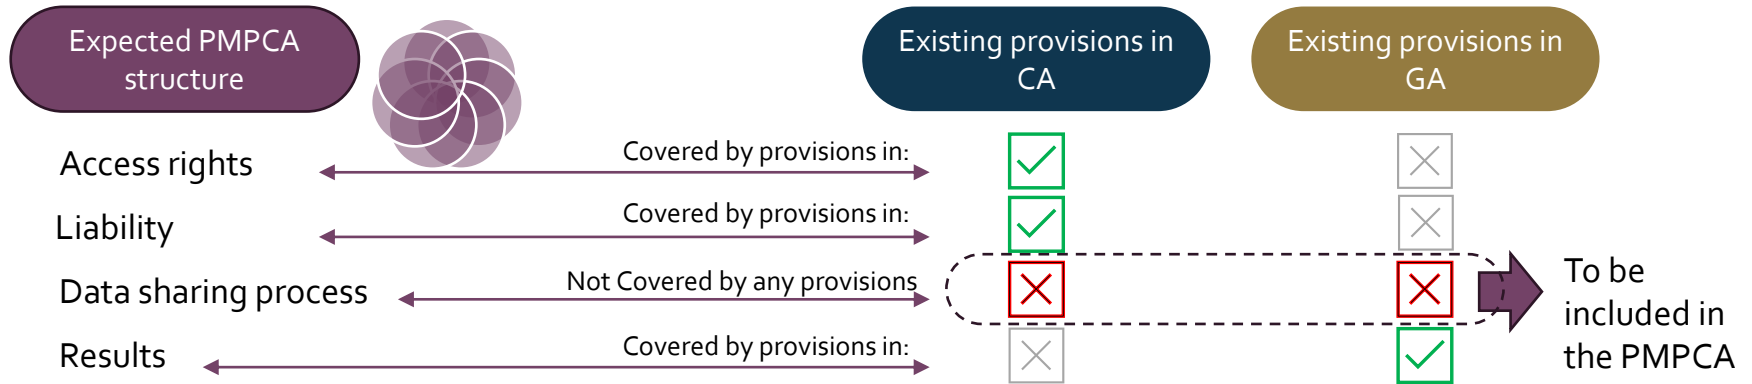 Expected PMPCA
structure
Existing provisions in
CA
Existing provisions in
GA
Access rights
Covered by provisions in:
Liability
Covered by provisions in:
Data sharing process
Not Covered by any provisions
Results
Covered by provisions in:
To be
included in
the PMPCA